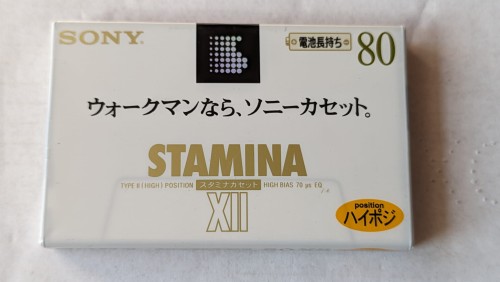 SONY
電池長持ち 80
ウォークマンなら、ソニーカセット。
STAMINA
TYPE II (HIGH) POSITION スタミナカセット HIGH BIAS 70 μs EQ
XII
position
ハイポジ